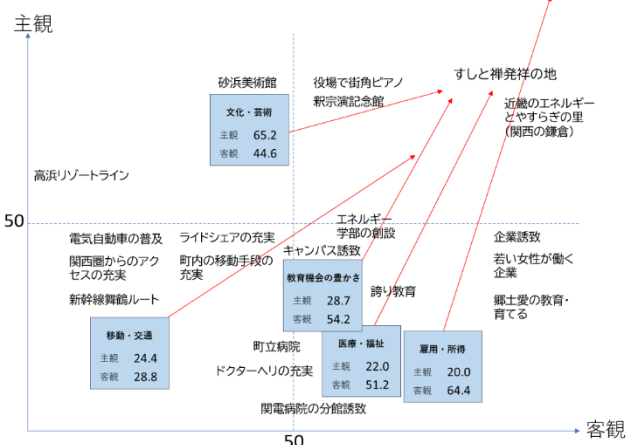 主観
砂浜美術館
役場で街角ピアノ
釈宗演記念館
すしと禅発祥の地
近畿のエネルギー
とやすらぎの里
(関西の鎌倉)
文化・芸術
主観 65.2
客観 44.6
高浜リゾートライン
50
電気自動車の普及
関西圏からのアク
セスの充実
新幹線舞鶴ルート
ライドシェアの充実
町内の移動手段の
充実
エネルギー
学部の創設
キャンパス誘致
企業誘致
若い女性が働く
企業
郷土愛の教育・
育てる
教育機会の豊かさ
主観 28.7
客観 54.2
誇り教育
移動・交通
主観 24.4
客観 28.8
町立病院
ドクターヘリの充実
関電病院の分館誘致
医療・福祉
主観 22.0
客観 51.2
雇用・所得
主観 20.0
客観 64.4
50
客観